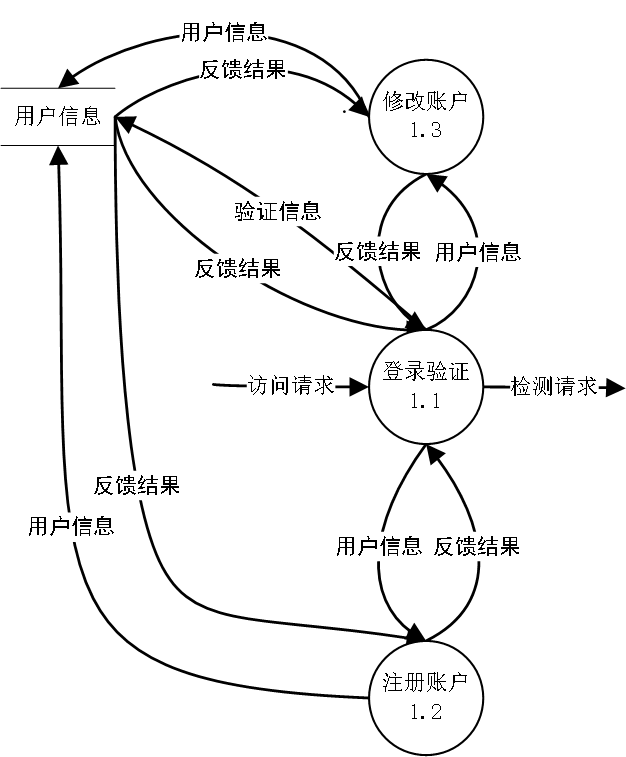 用户信息
反馈结果
修改账户
1.3
用户信息
验证信息
反馈结果
用户信息
反馈结果
登录验证
1.1
访问请求
检测请求
反馈结果
用户信息
用户信息
反馈结果
注册账户
1.2